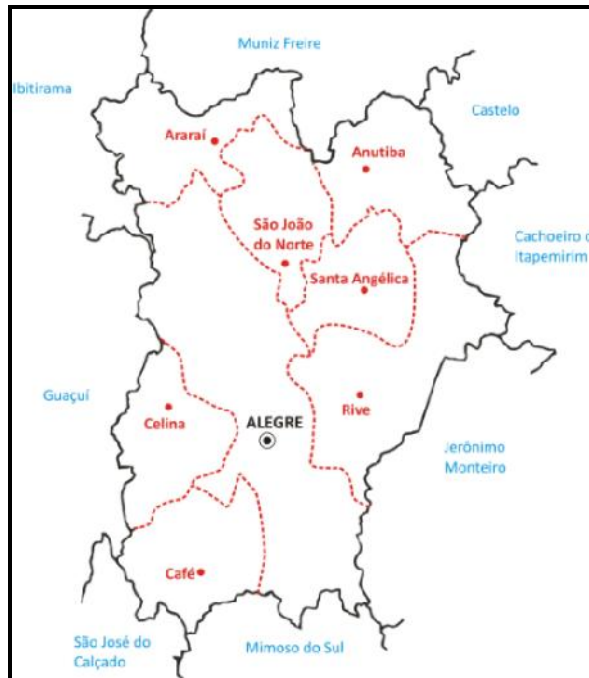 Muniz Freire
Ibitirama
Castelo
Araraí
Anutiba
São João
do Norte
Cachoeiro
Itapemirim
Santa Angélica
Guaçuí
Celina
ALEGRE
Rive
Jerônimo
Monteiro
Café
São José do
Calçado
Mimoso do Sul